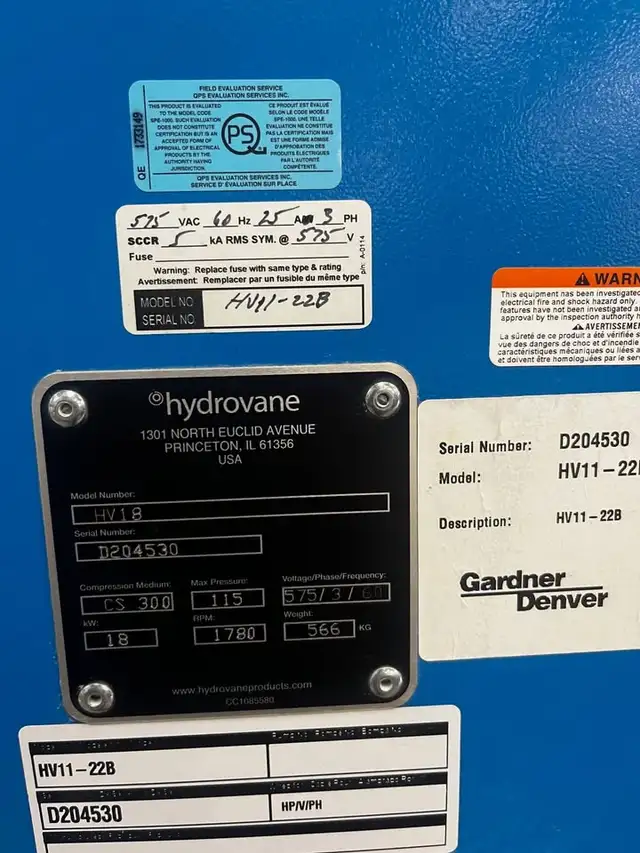 FIELD EVALUATION SERVICE
QPS EVALUATION SERVICES INC.
THIS PRODUCT IS EVALUATED
TO THE MODEL CODE
SPE-1000. SUCH EVALUATION
DOES NOT CONSTITUTE
CERTIFICATION BUT IS AN
ACCEPTED FORM OF
APPROVAL OF ELECTRICAL
PRODUCTS BY THE
AUTHORITY HAVING
JURISDICTION.
CE PRODUIT EST ÉVALUÉ
SELON LE CODE MODÈLE
SPE-1000. UNE TELLE
ÉVALUATION NE CONSTITUE
PAS LA CERTIFICATION MAIS
EST UNE FORME ADMISE
D'APPROBATION DES
PRODUITS ÉLECTRIQUES
PAR L'AUTORITÉ
COMPÉTENTE.
QE 1733149
QPS EVALUATION SERVICES INC.
SERVICE D'ÉVALUATION SUR PLACE
575 VAC 60 Hz 25 A 3 PH
SCCR 5 kA RMS SYM. @ 575 V
Fuse
Warning: Replace fuse with same type & rating
Avertissement: Remplacer par un fusible du même type
p/n: A-0114
MODEL NO. HV11-22B
SERIAL NO.
WARN
This equipment has been investigated
electrical fire and shock hazard only.
features have not been investigated
approval by the inspection authority
AVERTISSEME
La sûreté de ce produit a été vérifiée
vue des dangers de choc et d'incendie
caractéristiques mécaniques ou liées
et doivent être homologuées par le
hydrovane
1301 NORTH EUCLID AVENUE
PRINCETON, IL 61356
USA
Model Number:
HV18
Serial Number:
D204530
Compression Medium: Max Pressure: Voltage/Phase/Frequency:
CS 300 115 575/3/60
kW: RPM: Weight:
18 1780 566 KG
www.hydrovaneproducts.com
CC1085580
Serial Number: D204530
Model: HV11-22
Description: HV11-22B
Gardner
Denver
HV11-22B
D204530 HP/V/PH